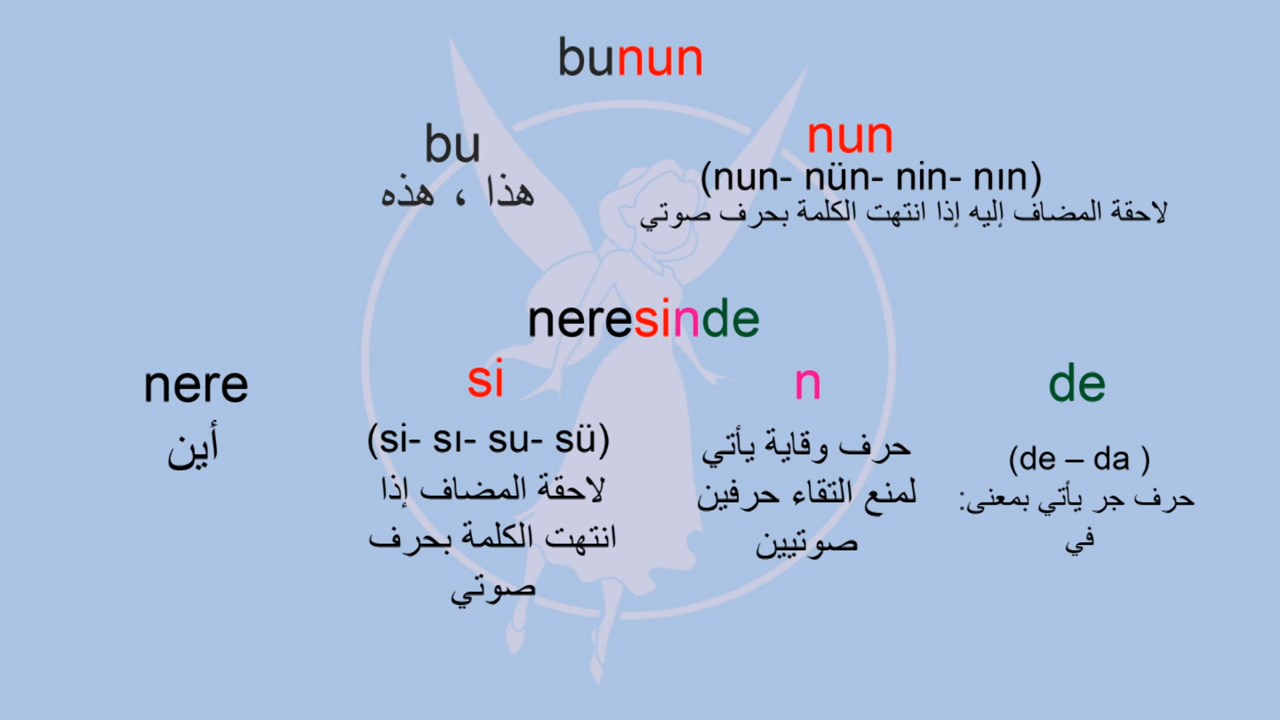 bunun
bu
هذا ، هذه
nun
(nun- nün- nin- nın)
لاحقة المضاف إليه إذا انتهت الكلمة بحرف صوتي
neresinde
nere
أين
si
(si- sı- su- sü)
لاحقة المضاف إذا
انتهت الكلمة بحرف
صوتي
n
حرف وقاية يأتي
لمنع التقاء حرفين
صوتيين
de
(de – da )
حرف جر يأتي بمعنى:
في